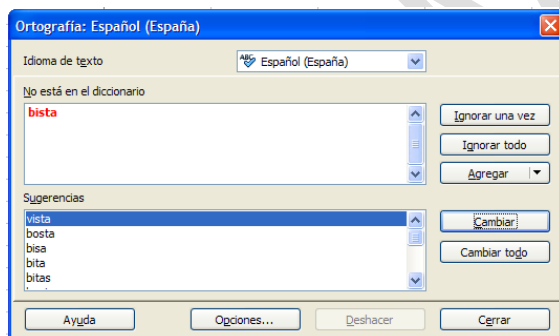 Ortografía: Español (España)
Idioma de texto
ABC Español (España)
No está en el diccionario
bista
Ignorar una vez
Ignorar todo
Agregar
Sugerencias
vista
bosta
bisa
bita
bitas
Cambiar
Cambiar todo
Ayuda
Opciones...
Deshacer
Cerrar